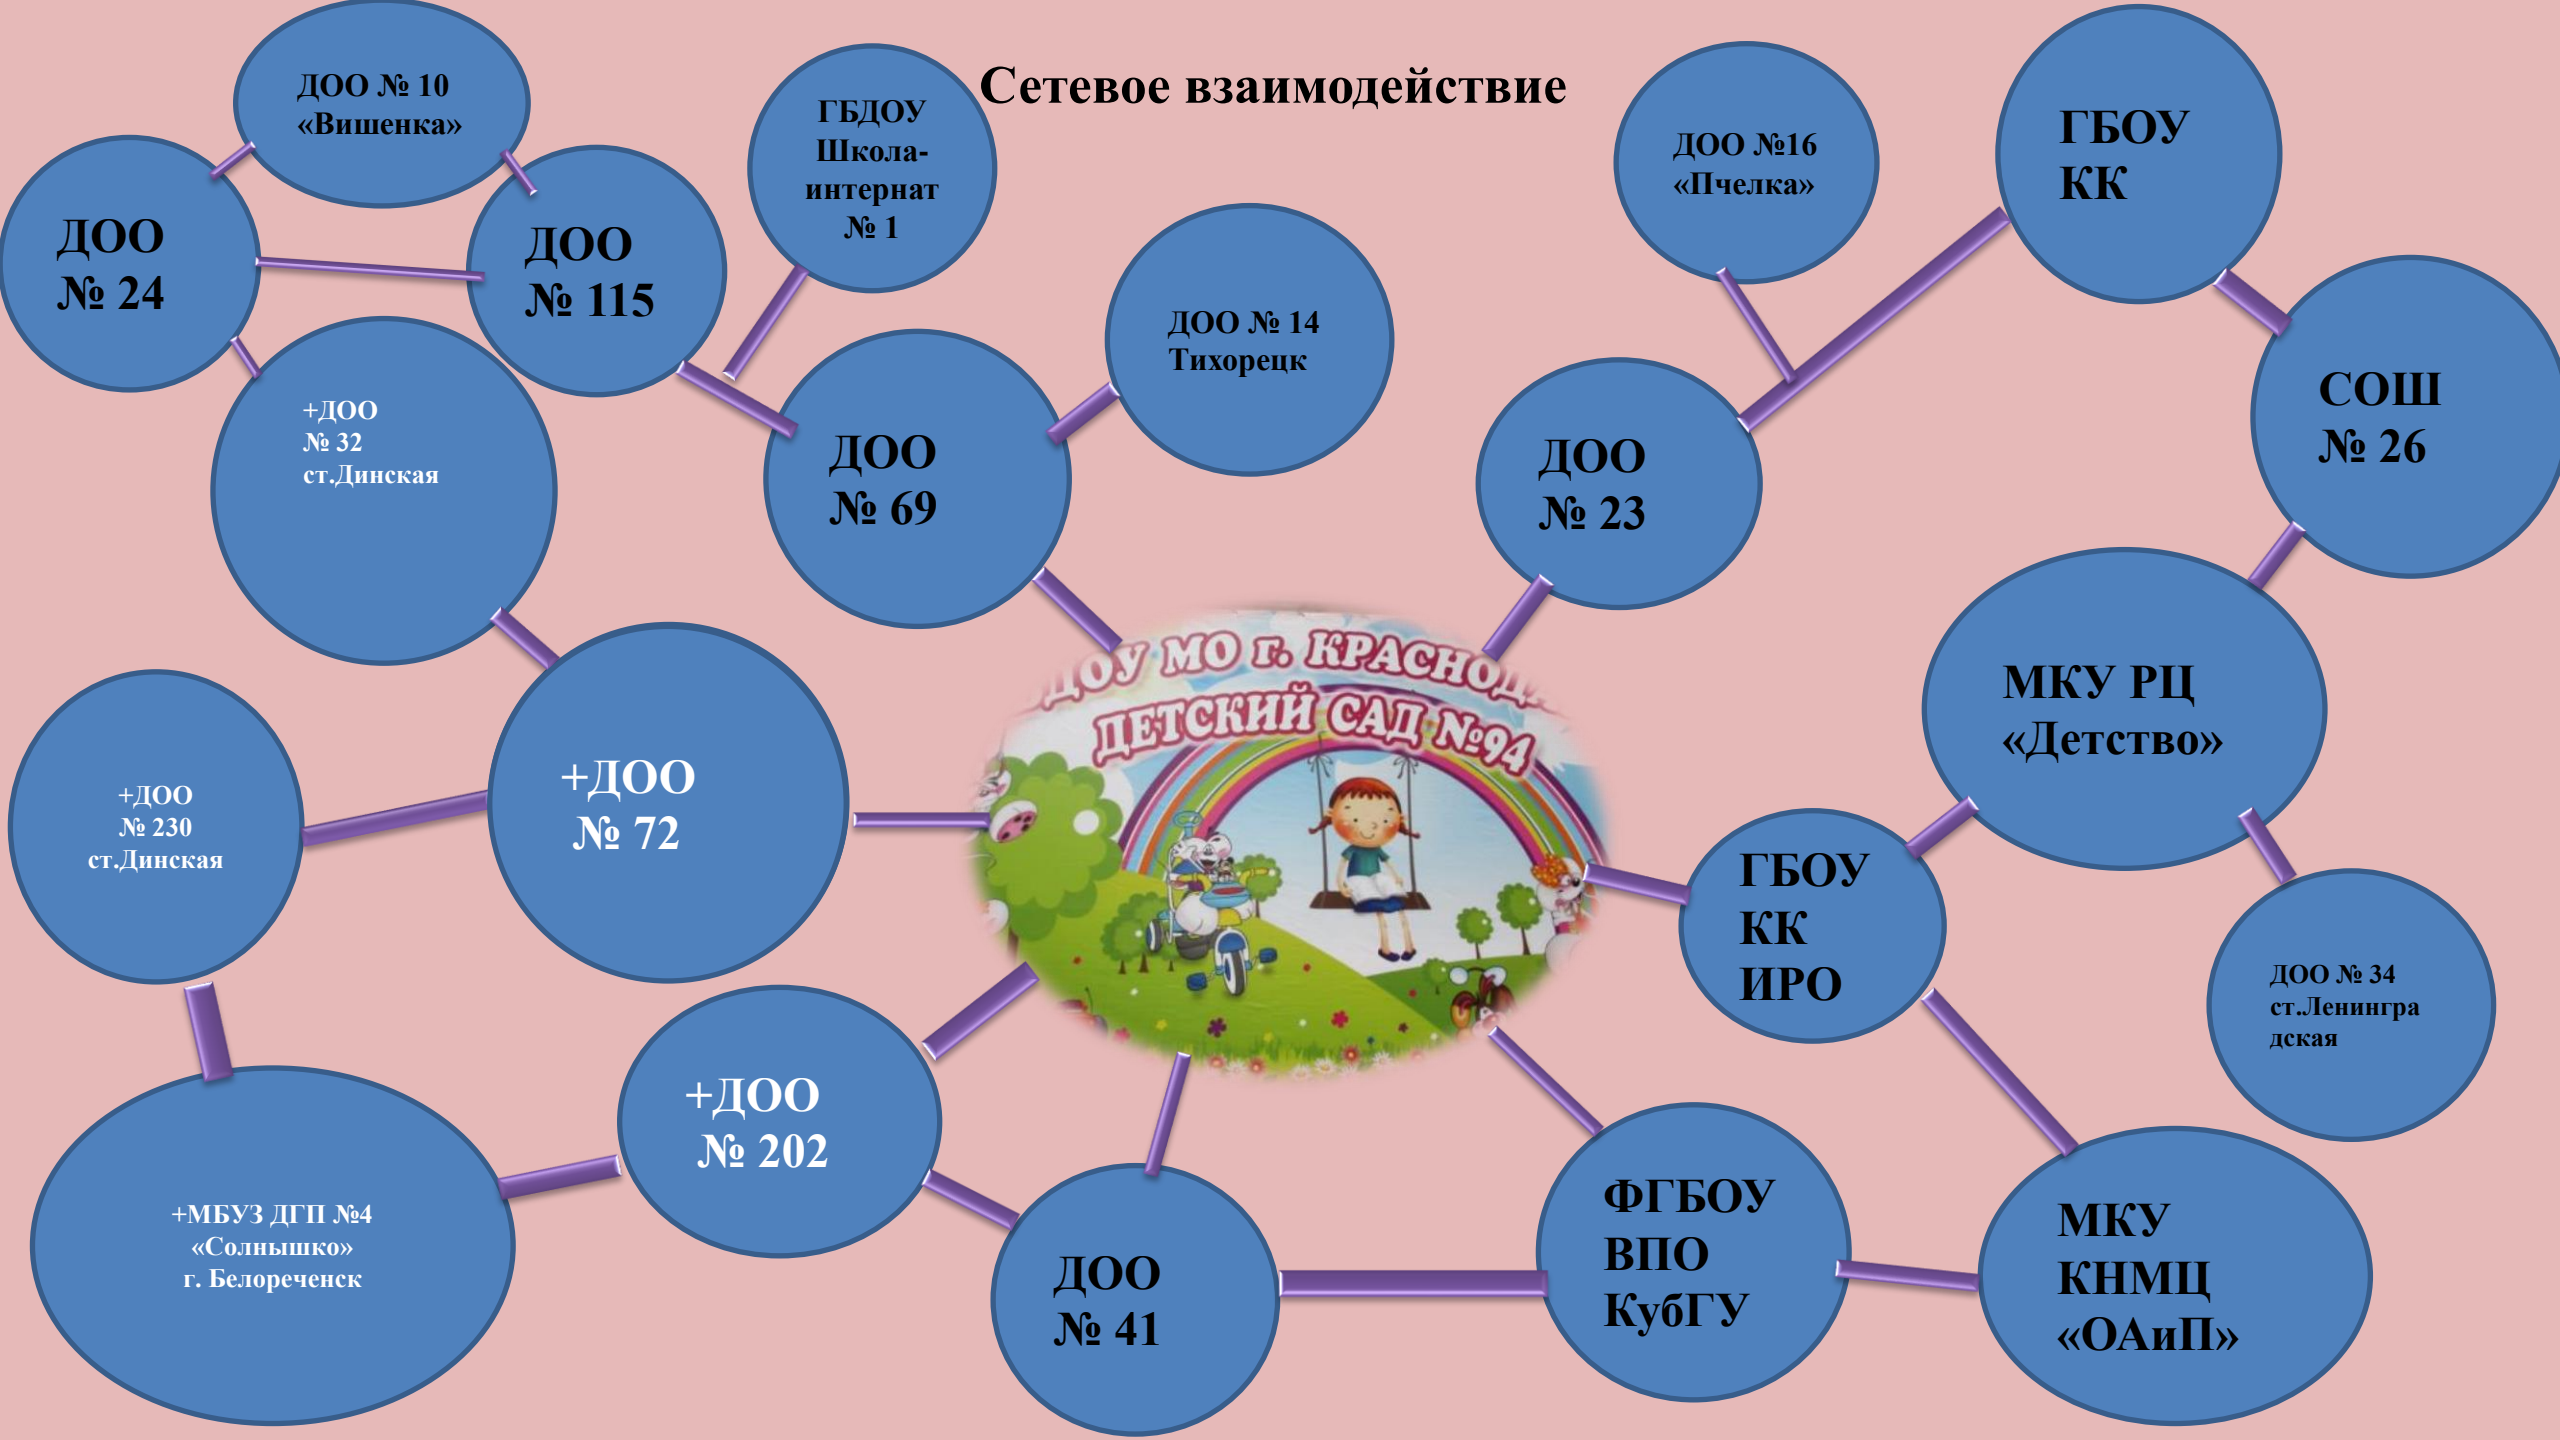 Сетевое взаимодействие
ДОО № 10
«Вишенка»
ДОО
№ 24
ДОО
№ 115
ГБДОУ
Школа-
интернат
№ 1
ДОО № 14
Тихорецк
ДОО №16
«Пчелка»
ГБОУ
КК
СОШ
№ 26
+ДОО
№ 32
ст.Динская
ДОО
№ 69
ДОО
№ 23
МКУ РЦ
«Детство»
+ДОО
№ 230
ст.Динская
+ДОО
№ 72
ДОУ МО г. КРАСНОДА
ДЕТСКИЙ САД №94
ГБОУ
КК
ИРО
ДОО № 34
ст.Ленингра
дская
+МБУЗ ДГП №4
«Солнышко»
г. Белореченск
+ДОО
№ 202
ДОО
№ 41
ФГБОУ
ВПО
КубГУ
МКУ
КНМЦ
«ОАиП»